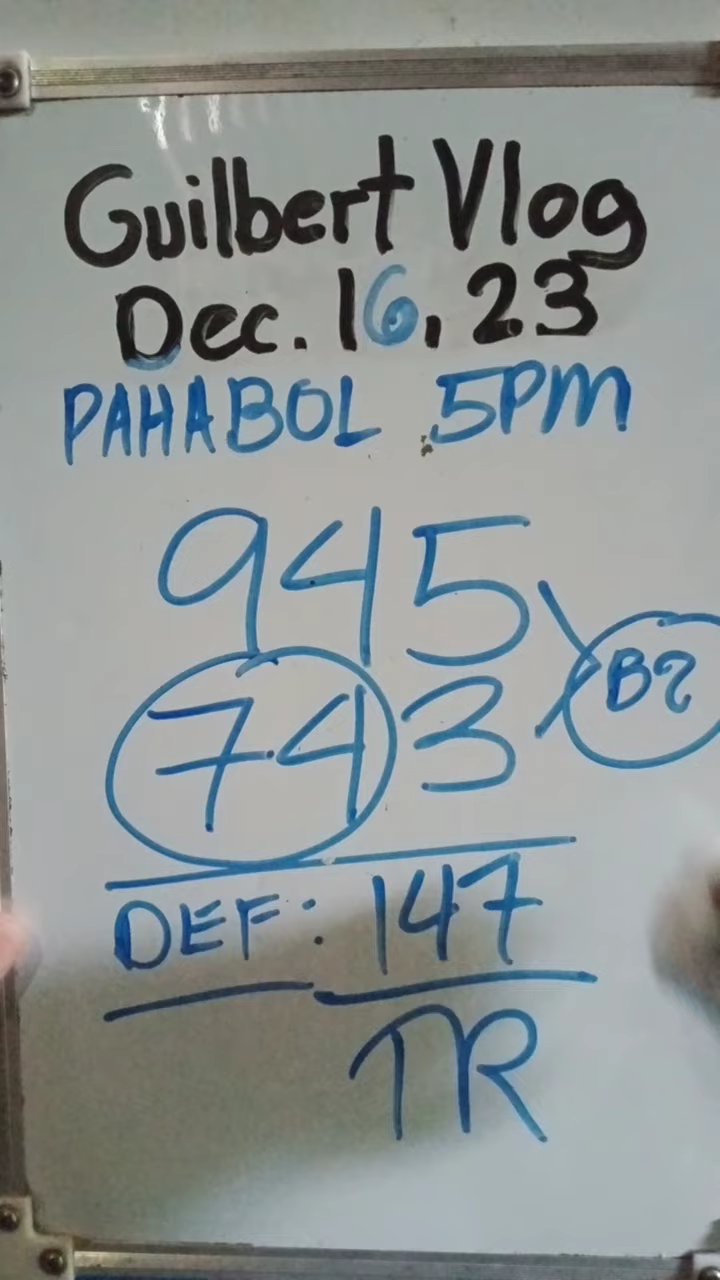 Guilbert Vlog
Dec. 16, 23
PAHABOL 5PM
945
743
DEF: 147
TR